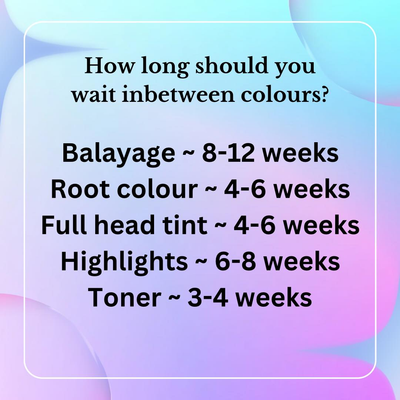 How long should you
wait inbetween colours?
Balayage ~ 8-12 weeks
Root colour ~ 4-6 weeks
Full head tint ~ 4-6 weeks
Highlights ~ 6-8 weeks
Toner ~ 3-4 weeks